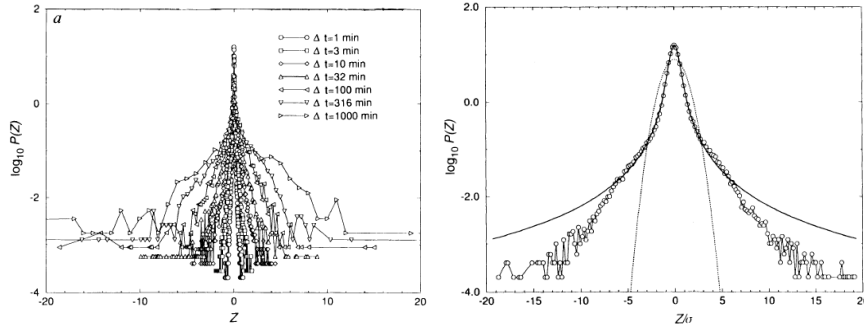 a
2
0
-2
-4
-20
-10
0
10
20
log10 P(Z)
Z
Δ t=1 min
Δ t=3 min
Δ t=10 min
Δ t=32 min
Δ t=100 min
Δ t=316 min
Δ t=1000 min
2.0
0.0
-2.0
-4.0
-20
-15
-10
-5
0
5
10
15
20
log10 P(Z)
Z/σ